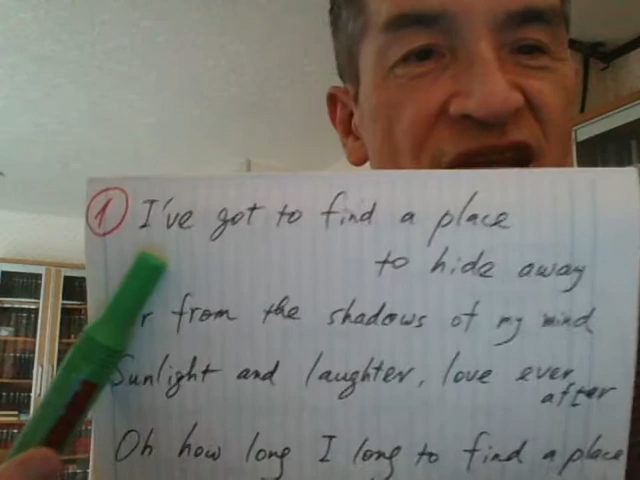 1 I've got to find a place
to hide away
r from the shadows of my mind
Sunlight and laughter, love ever
after
Oh how long I long to find a place